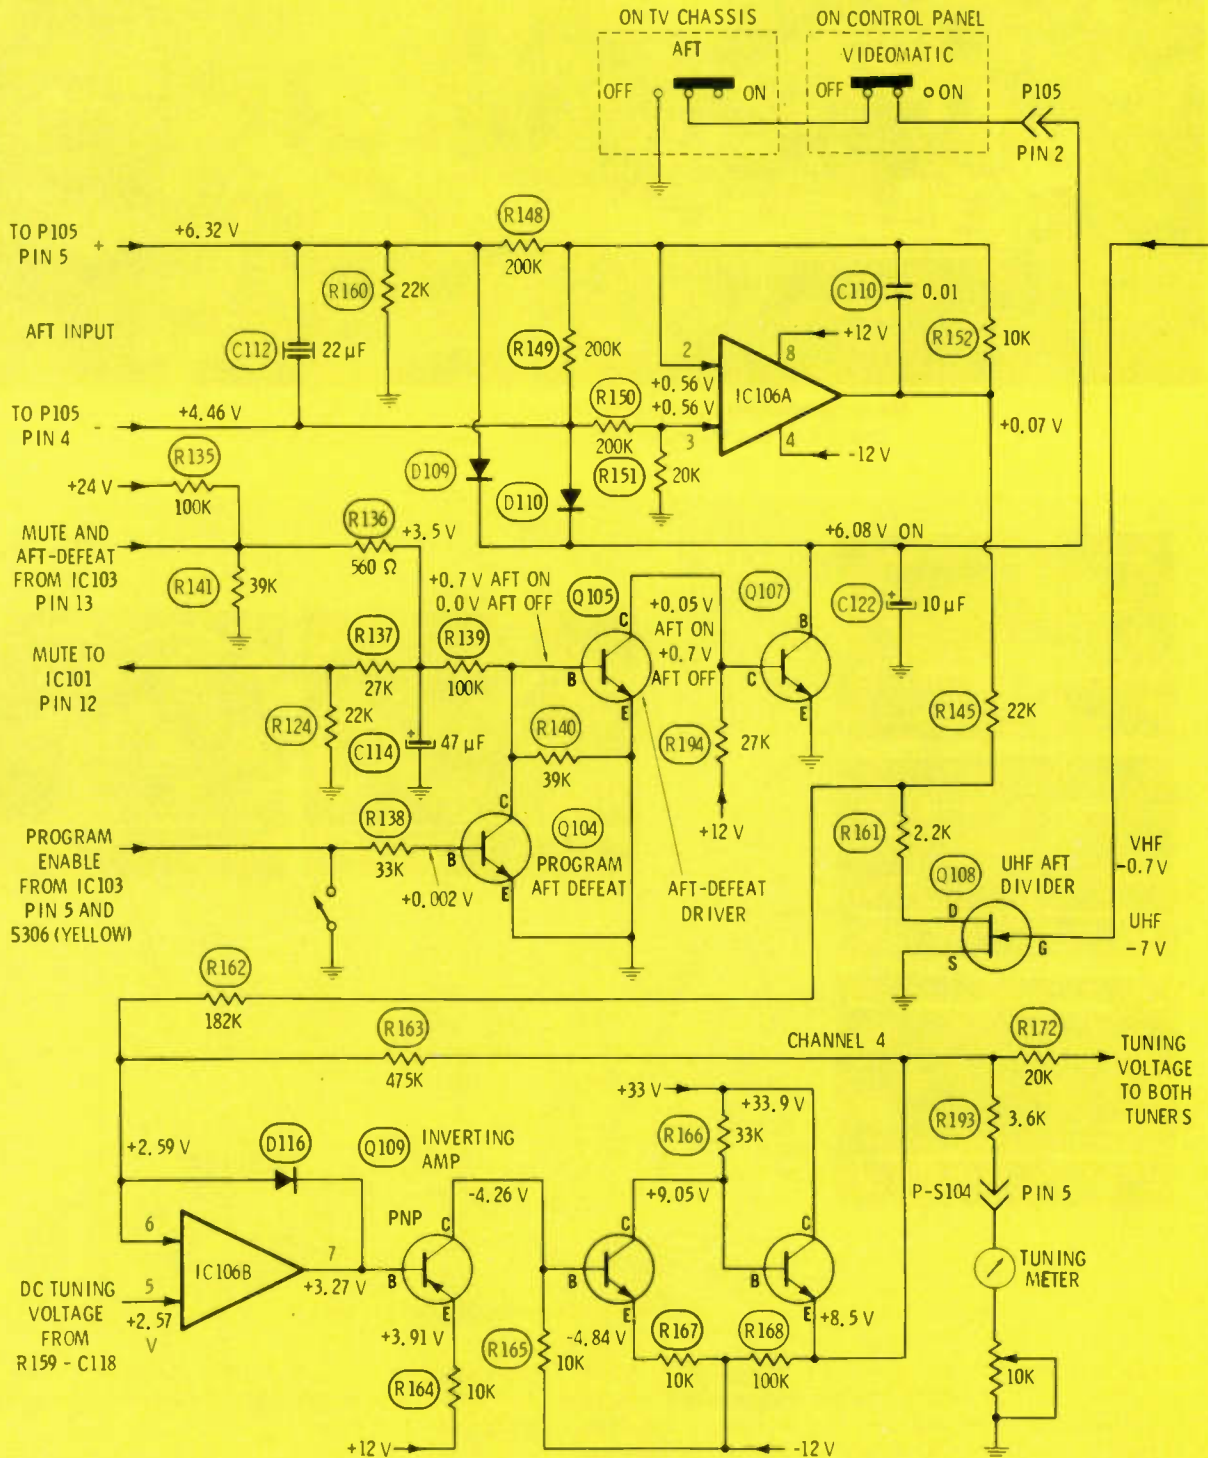 ON TV CHASSIS
ON CONTROL PANEL
AFT
VIDEOMATIC
OFF
ON
OFF
ON
P105
PIN 2
TO P105
PIN 5
+
+6.32 V
R148
200K
R160
22K
C110
0.01
AFT INPUT
C112
22 μF
R149
200K
2
+0.56 V
+0.56 V
3
8
+12 V
IC106A
4
-12 V
R152
10K
+0.07 V
TO P105
PIN 4
-
+4.46 V
R150
200K
R151
20K
R135
+24 V
100K
D109
D110
MUTE AND
AFT-DEFEAT
FROM IC103
PIN 13
R136
+3.5 V
560 Ω
R141
39K
+6.08 V ON
+0.7 V AFT ON
0.0 V AFT OFF
Q105
C
B
E
+0.05 V
AFT ON
+0.7 V
AFT OFF
Q107
B
C
E
C122
+
10 μF
MUTE TO
IC101
PIN 12
R137
27K
R139
100K
R124
22K
C114
+
47 μF
R140
39K
R194
27K
+12 V
R145
22K
PROGRAM
ENABLE
FROM IC103
PIN 5 AND
S306 (YELLOW)
R138
33K
+0.002 V
C
B
E
Q104
PROGRAM
AFT DEFEAT
AFT-DEFEAT
DRIVER
R161
2.2K
Q108
UHF AFT
DIVIDER
D
S
G
VHF
-0.7 V
UHF
-7 V
R162
182K
R163
475K
CHANNEL 4
R172
20K
TUNING
VOLTAGE
TO BOTH
TUNERS
+33 V
+33.9 V
R166
33K
R193
3.6K
+2.59 V
D116
Q109
INVERTING
AMP
-4.26 V
+9.05 V
P-S104
PIN 5
6
IC106B
7
+3.27 V
5
PNP
C
B
E
C
B
E
C
B
E
+8.5 V
TUNING
METER
DC TUNING
VOLTAGE
FROM
R159 - C118
+2.57
V
+3.91 V
R164
10K
+12 V
R165
10K
-4.84 V
R167
10K
R168
100K
-12 V
10K